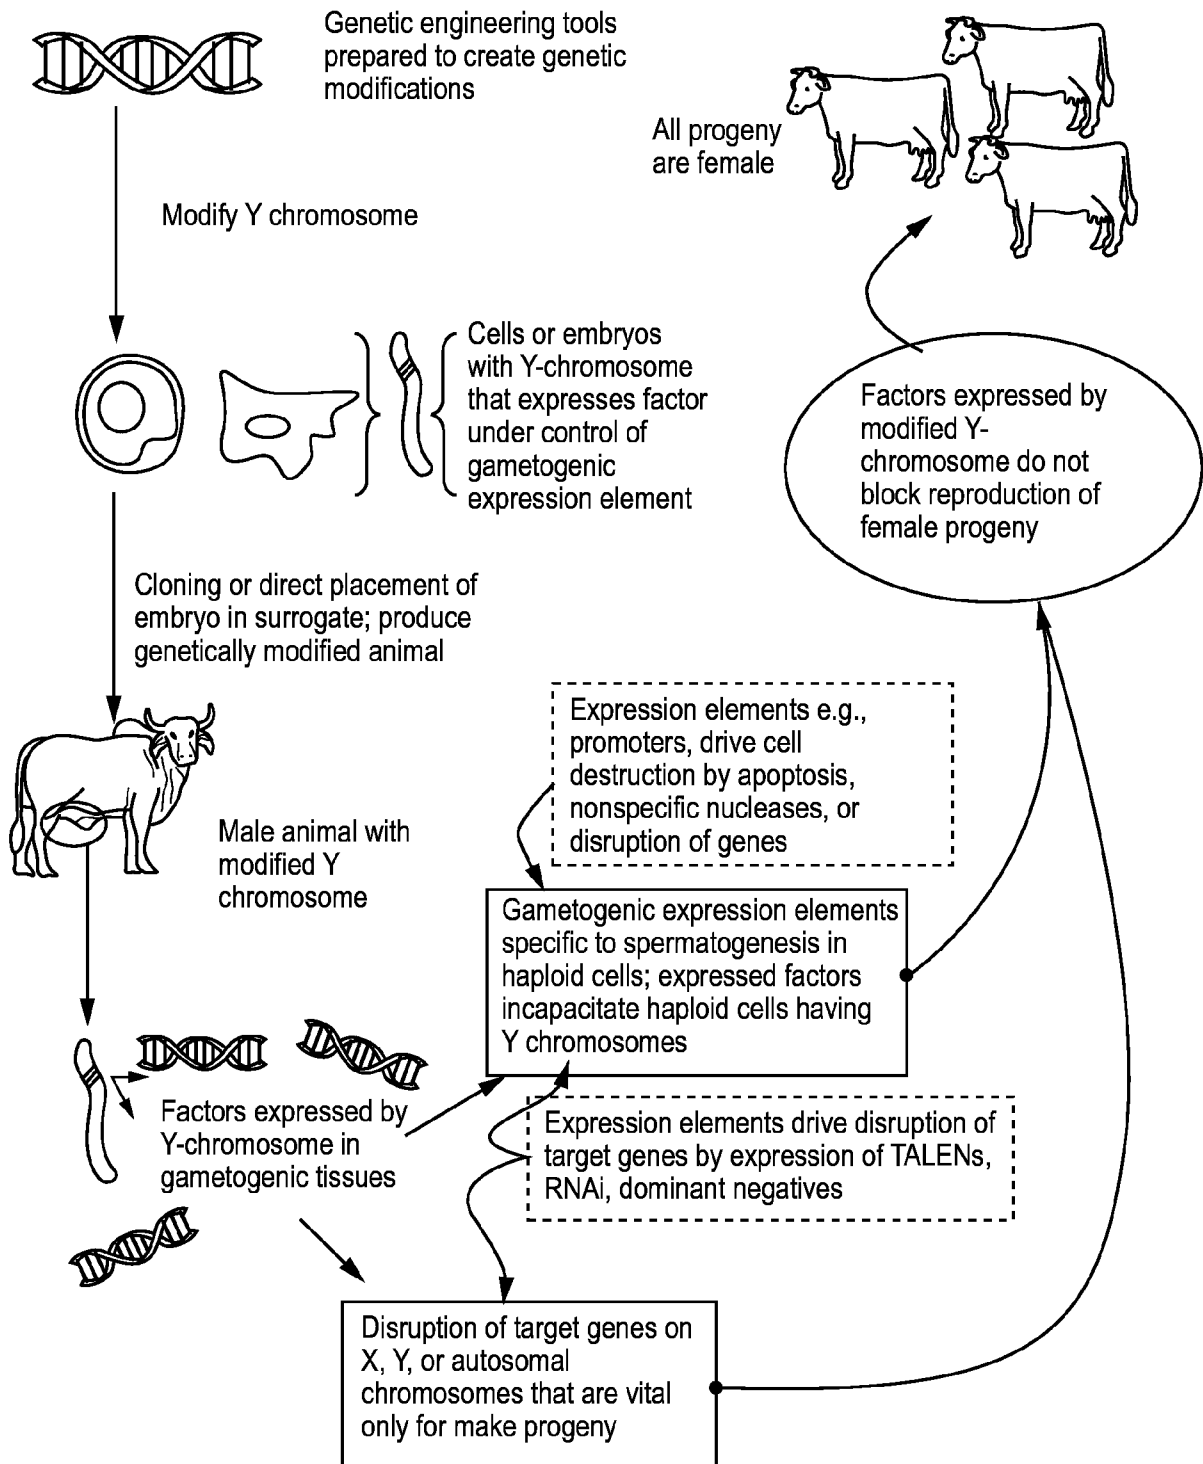 Genetic engineering tools
prepared to create genetic
modifications
All progeny
are female
Modify Y chromosome
Cells or embryos
with Y-chromosome
that expresses factor
under control of
gametogenic
expression element
Factors expressed by
modified Y-
chromosome do not
block reproduction of
female progeny
Cloning or direct placement of
embryo in surrogate; produce
genetically modified animal
Expression elements e.g.,
promoters, drive cell
destruction by apoptosis,
nonspecific nucleases, or
disruption of genes
Male animal with
modified Y
chromosome
Gametogenic expression elements
specific to spermatogenesis in
haploid cells; expressed factors
incapacitate haploid cells having
Y chromosomes
Factors expressed by
Y-chromosome in
gametogenic tissues
Expression elements drive disruption of
target genes by expression of TALENs,
RNAi, dominant negatives
Disruption of target genes on
X, Y, or autosomal
chromosomes that are vital
only for make progeny